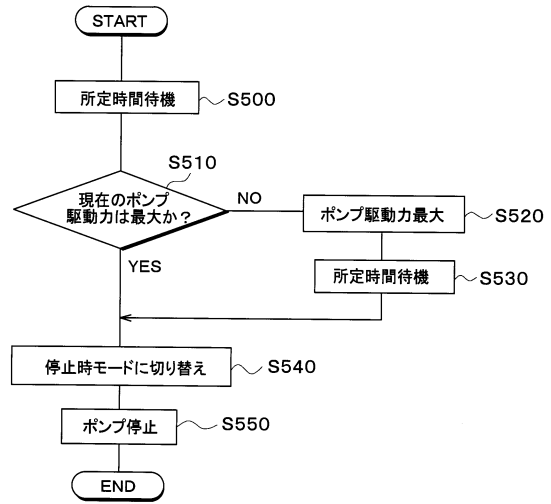 START
所定時間待機
S500
S510
現在のポンプ
駆動力は最大か？
NO
ポンプ駆動力最大
S520
YES
所定時間待機
S530
停止時モードに切り替え
S540
ポンプ停止
S550
END